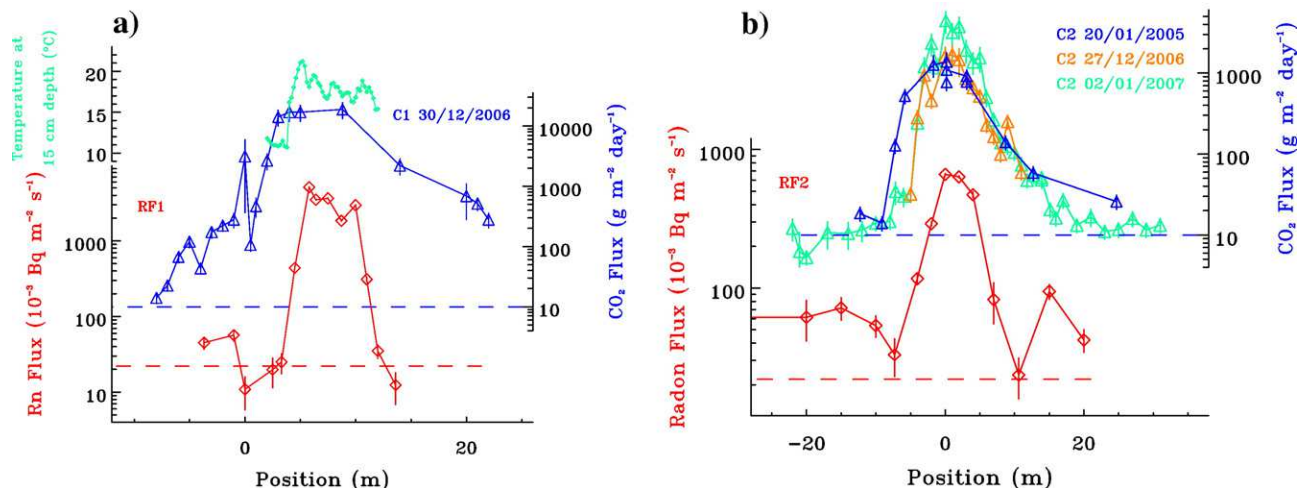 a)
Temperature at
15 cm depth (°C)
20
15
10
C1 30/12/2006
RF1
Rn Flux (10⁻³ Bq m⁻² s⁻¹)
1000
100
10
10000
1000
100
10
CO₂ Flux (g m⁻² day⁻¹)
0
20
Position (m)
b)
C2 20/01/2005
C2 27/12/2006
C2 02/01/2007
RF2
Radon Flux (10⁻³ Bq m⁻² s⁻¹)
1000
100
1000
100
10
CO₂ Flux (g m⁻² day⁻¹)
−20
0
20
Position (m)